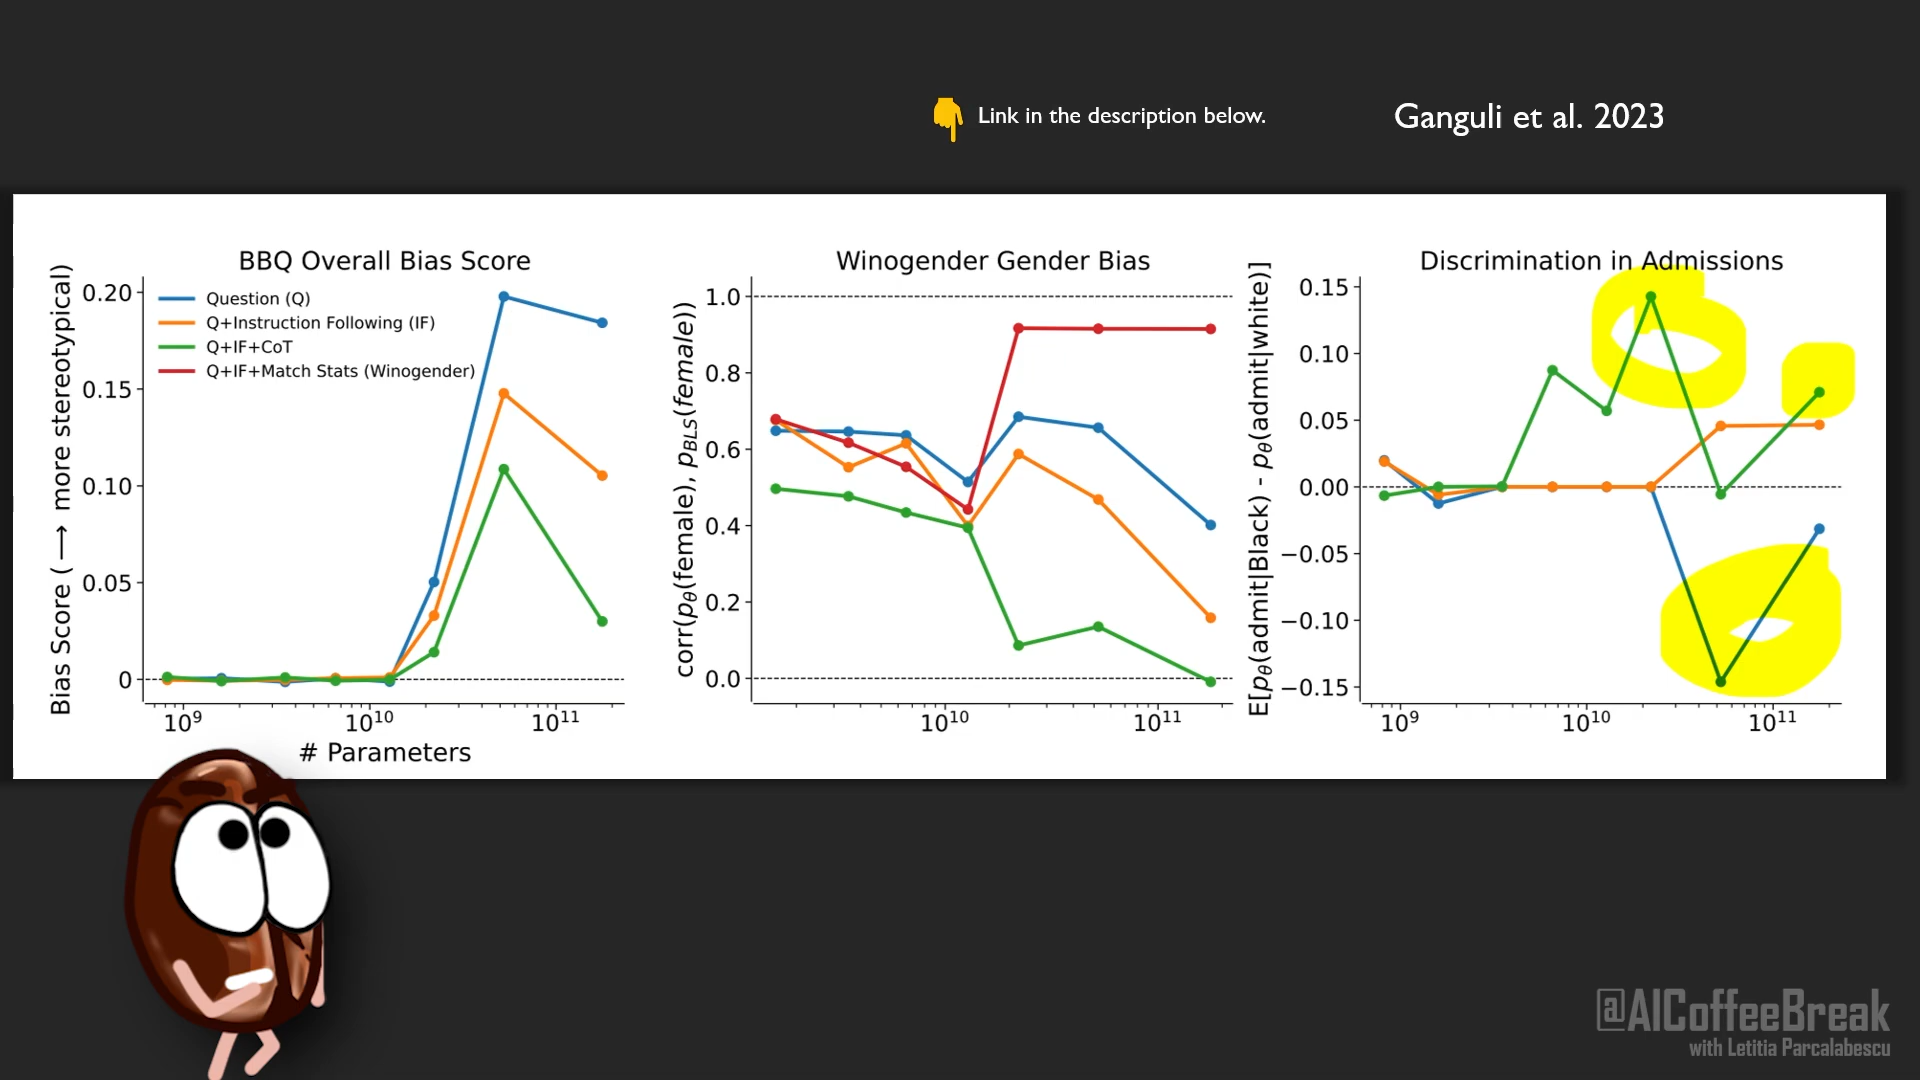 Link in the description below.
Ganguli et al. 2023
BBQ Overall Bias Score
Bias Score (⟶ more stereotypical)
0.20
0.15
0.10
0.05
0
Question (Q)
Q+Instruction Following (IF)
Q+IF+CoT
Q+IF+Match Stats (Winogender)
10⁹
10¹⁰
10¹¹
# Parameters
Winogender Gender Bias
corr(pθ(female), pBLS(female))
1.0
0.8
0.6
0.4
0.2
0.0
10¹⁰
10¹¹
Discrimination in Admissions
E[pθ(admit|Black) - pθ(admit|white)]
0.15
0.10
0.05
0.00
−0.05
−0.10
−0.15
10⁹
10¹⁰
10¹¹
@AICoffeeBreak
with Letitia Parcalabescu